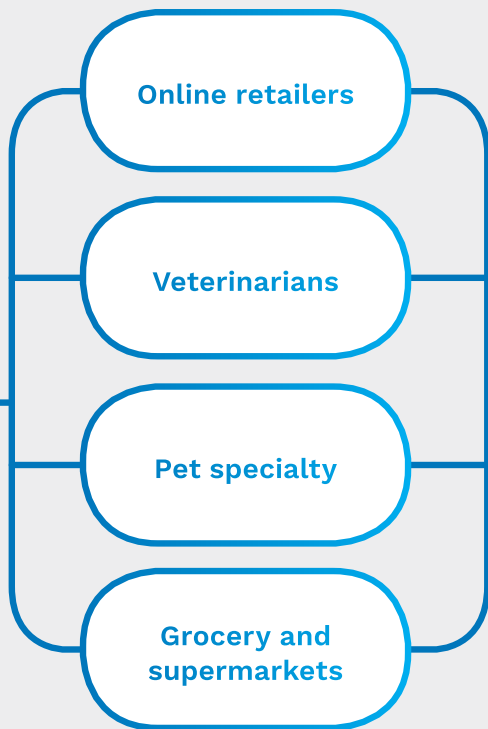 Online retailers
Veterinarians
Pet specialty
Grocery and
supermarkets